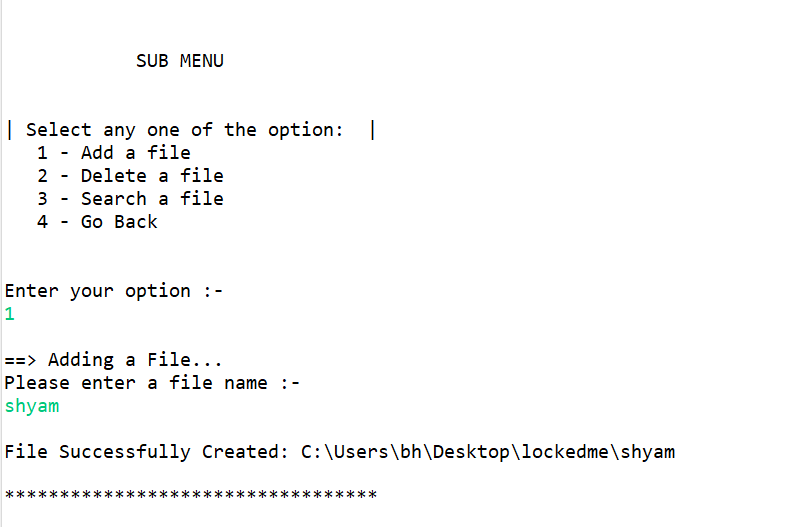 SUB MENU
| Select any one of the option:  |
1 - Add a file
2 - Delete a file
3 - Search a file
4 - Go Back
Enter your option :-
1
==> Adding a File...
Please enter a file name :-
shyam
File Successfully Created: C:\Users\bh\Desktop\lockedme\shyam
**********************************